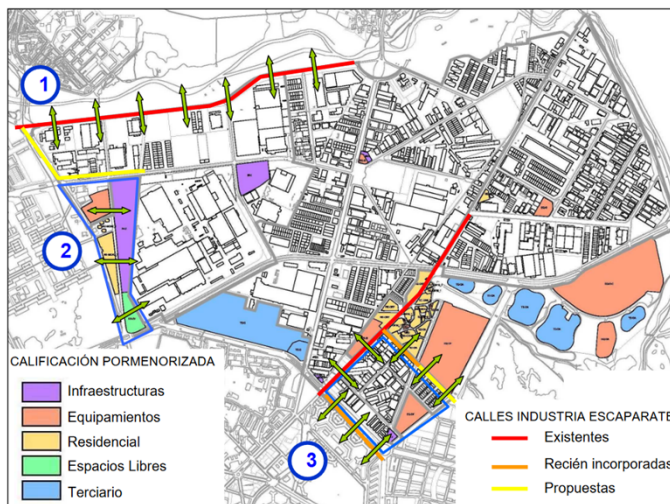 1
2
3
CALIFICACIÓN PORMENORIZADA
Infraestructuras
Equipamientos
Residencial
Espacios Libres
Terciario
CALLES INDUSTRIA ESCAPARATE
Existentes
Recién incorporadas
Propuestas